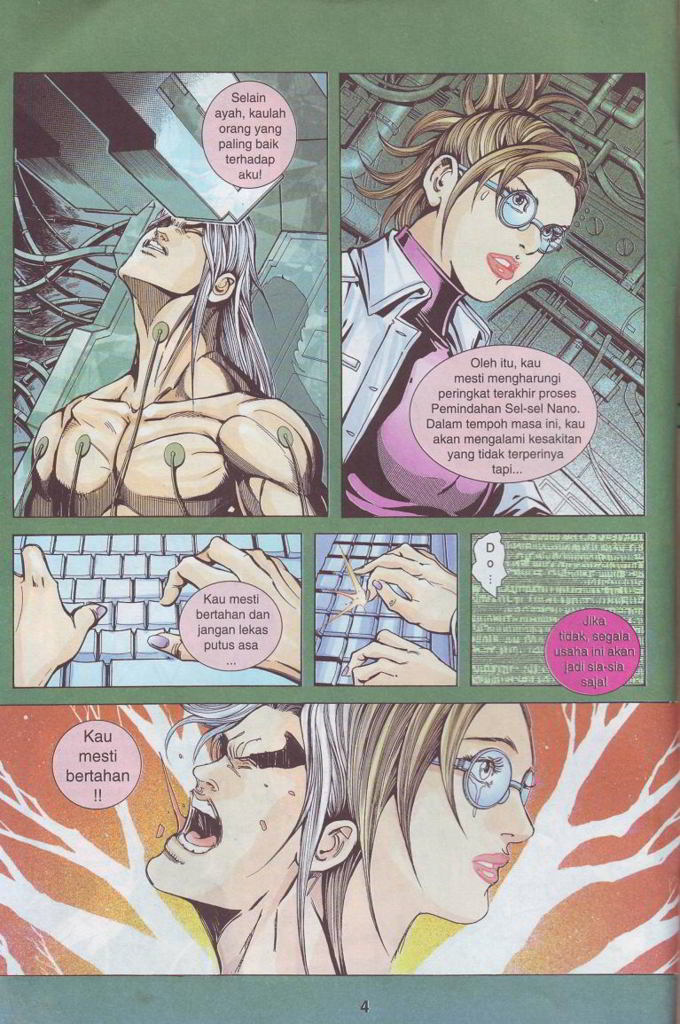 Selain
ayah, kaulah
orang yang
paling baik
terhadap
aku!
Oleh itu, kau
mesti mengharungi
peringkat terakhir proses
Pemindahan Sel-sel Nano.
Dalam tempoh masa ini, kau
akan mengalami kesakitan
yang tidak terperinya
tapi...
Kau mesti
bertahan dan
jangan lekas
putus asa
...
D
o
...
Jika
tidak, segala
usaha ini akan
jadi sia-sia
saja!
Kau
mesti
bertahan
!!
4